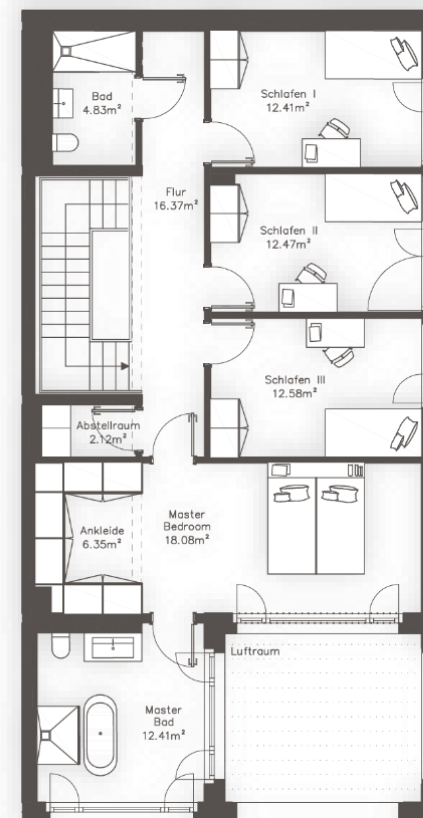 Bad
4.83m²
Schlafen I
12.41m²
Flur
16.37m²
Schlafen II
12.47m²
Schlafen III
12.58m²
Abstellraum
2.12m²
Ankleide
6.35m²
Master
Bedroom
18.08m²
Luftraum
Master
Bad
12.41m²